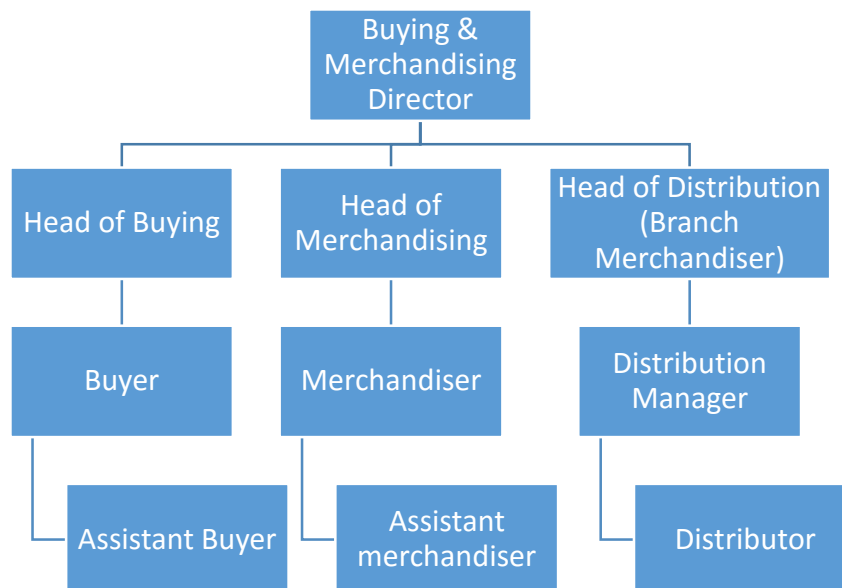 Buying &
Merchandising
Director
Head of Buying
Head of
Merchandising
Head of Distribution
(Branch
Merchandiser)
Buyer
Merchandiser
Distribution
Manager
Assistant Buyer
Assistant
merchandiser
Distributor